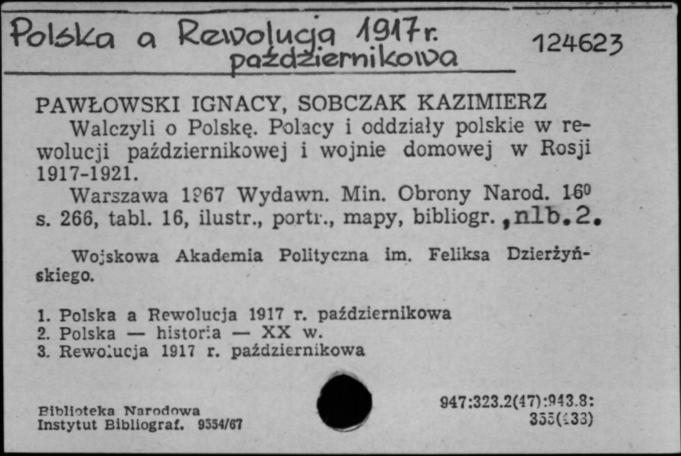 Polska a Rewolucja 1917 r.
październikowa
124623
PAWŁOWSKI IGNACY, SOBCZAK KAZIMIERZ
Walczyli o Polskę. Polacy i oddziały polskie w re-
wolucji październikowej i wojnie domowej w Rosji
1917-1921.
Warszawa 1967 Wydawn. Min. Obrony Narod. 16⁰
s. 266, tabl. 16, ilustr., portr., mapy, bibliogr. , nlb. 2.
Wojskowa Akademia Polityczna im. Feliksa Dzierżyń-
skiego.
1. Polska a Rewolucja 1917 r. październikowa
2. Polska — historia — XX w.
3. Rewolucja 1917 r. październikowa
Biblioteka Narodowa
Instytut Bibliograf. 9554/67
947:323.2(47):943.8:
355(433)